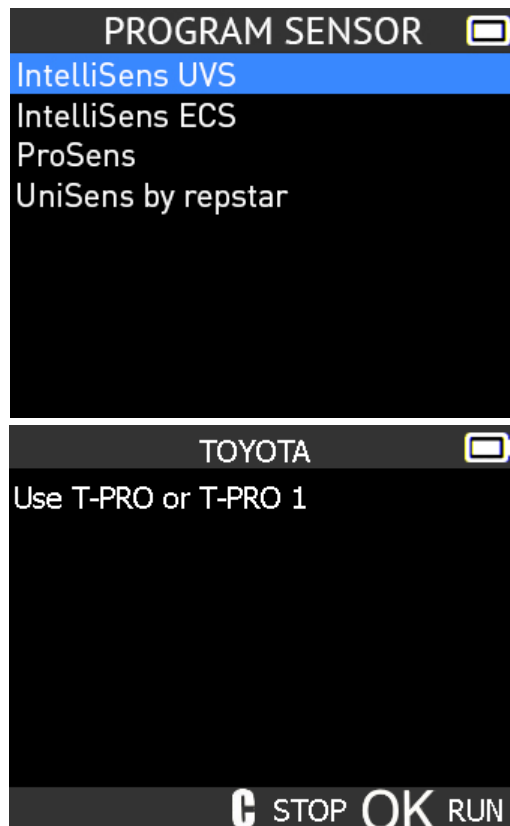 PROGRAM SENSOR
IntelliSens UVS
IntelliSens ECS
ProSens
UniSens by repstar
TOYOTA
Use T-PRO or T-PRO 1
C STOP OK RUN